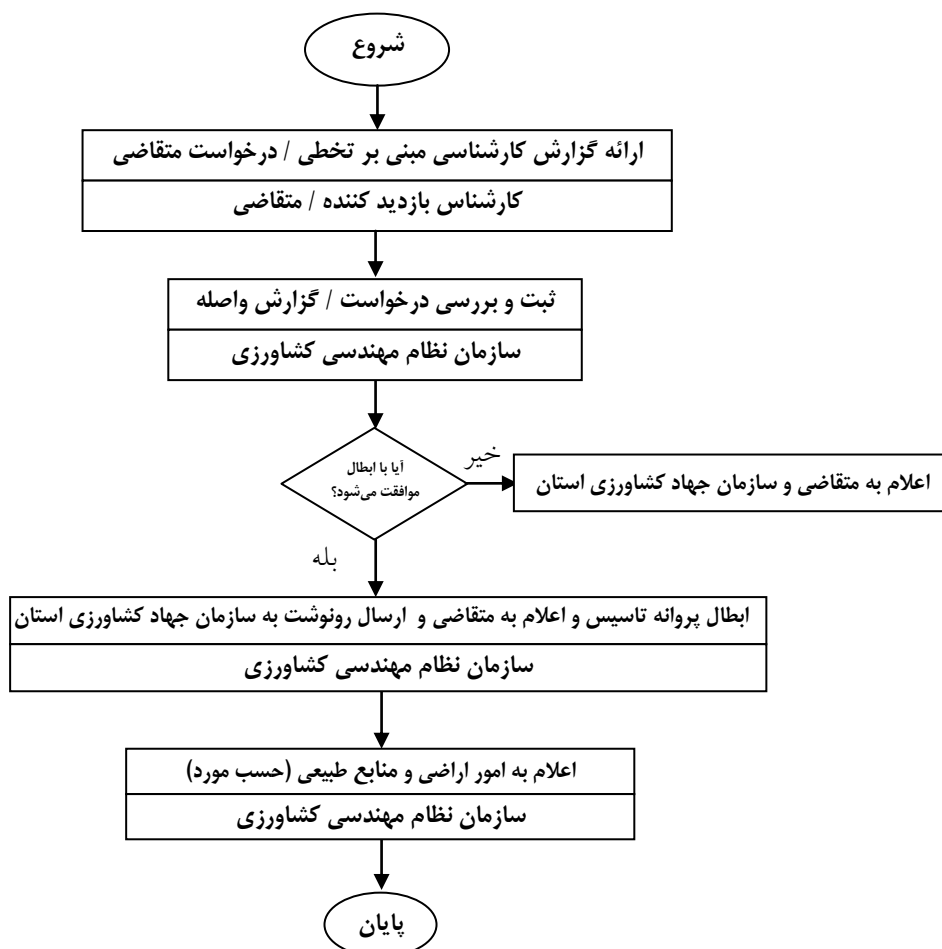 شروع
ارائه گزارش کارشناسی مبنی بر تخطی / درخواست متقاضی
کارشناس بازدید کننده / متقاضی
ثبت و بررسی درخواست / گزارش واصله
سازمان نظام مهندسی کشاورزی
آیا با ابطال
موافقت می‌شود؟
خیر
اعلام به متقاضی و سازمان جهاد کشاورزی استان
بله
ابطال پروانه تاسیس و اعلام به متقاضی و ارسال رونوشت به سازمان جهاد کشاورزی استان
سازمان نظام مهندسی کشاورزی
اعلام به امور اراضی و منابع طبیعی (حسب مورد)
سازمان نظام مهندسی کشاورزی
پایان